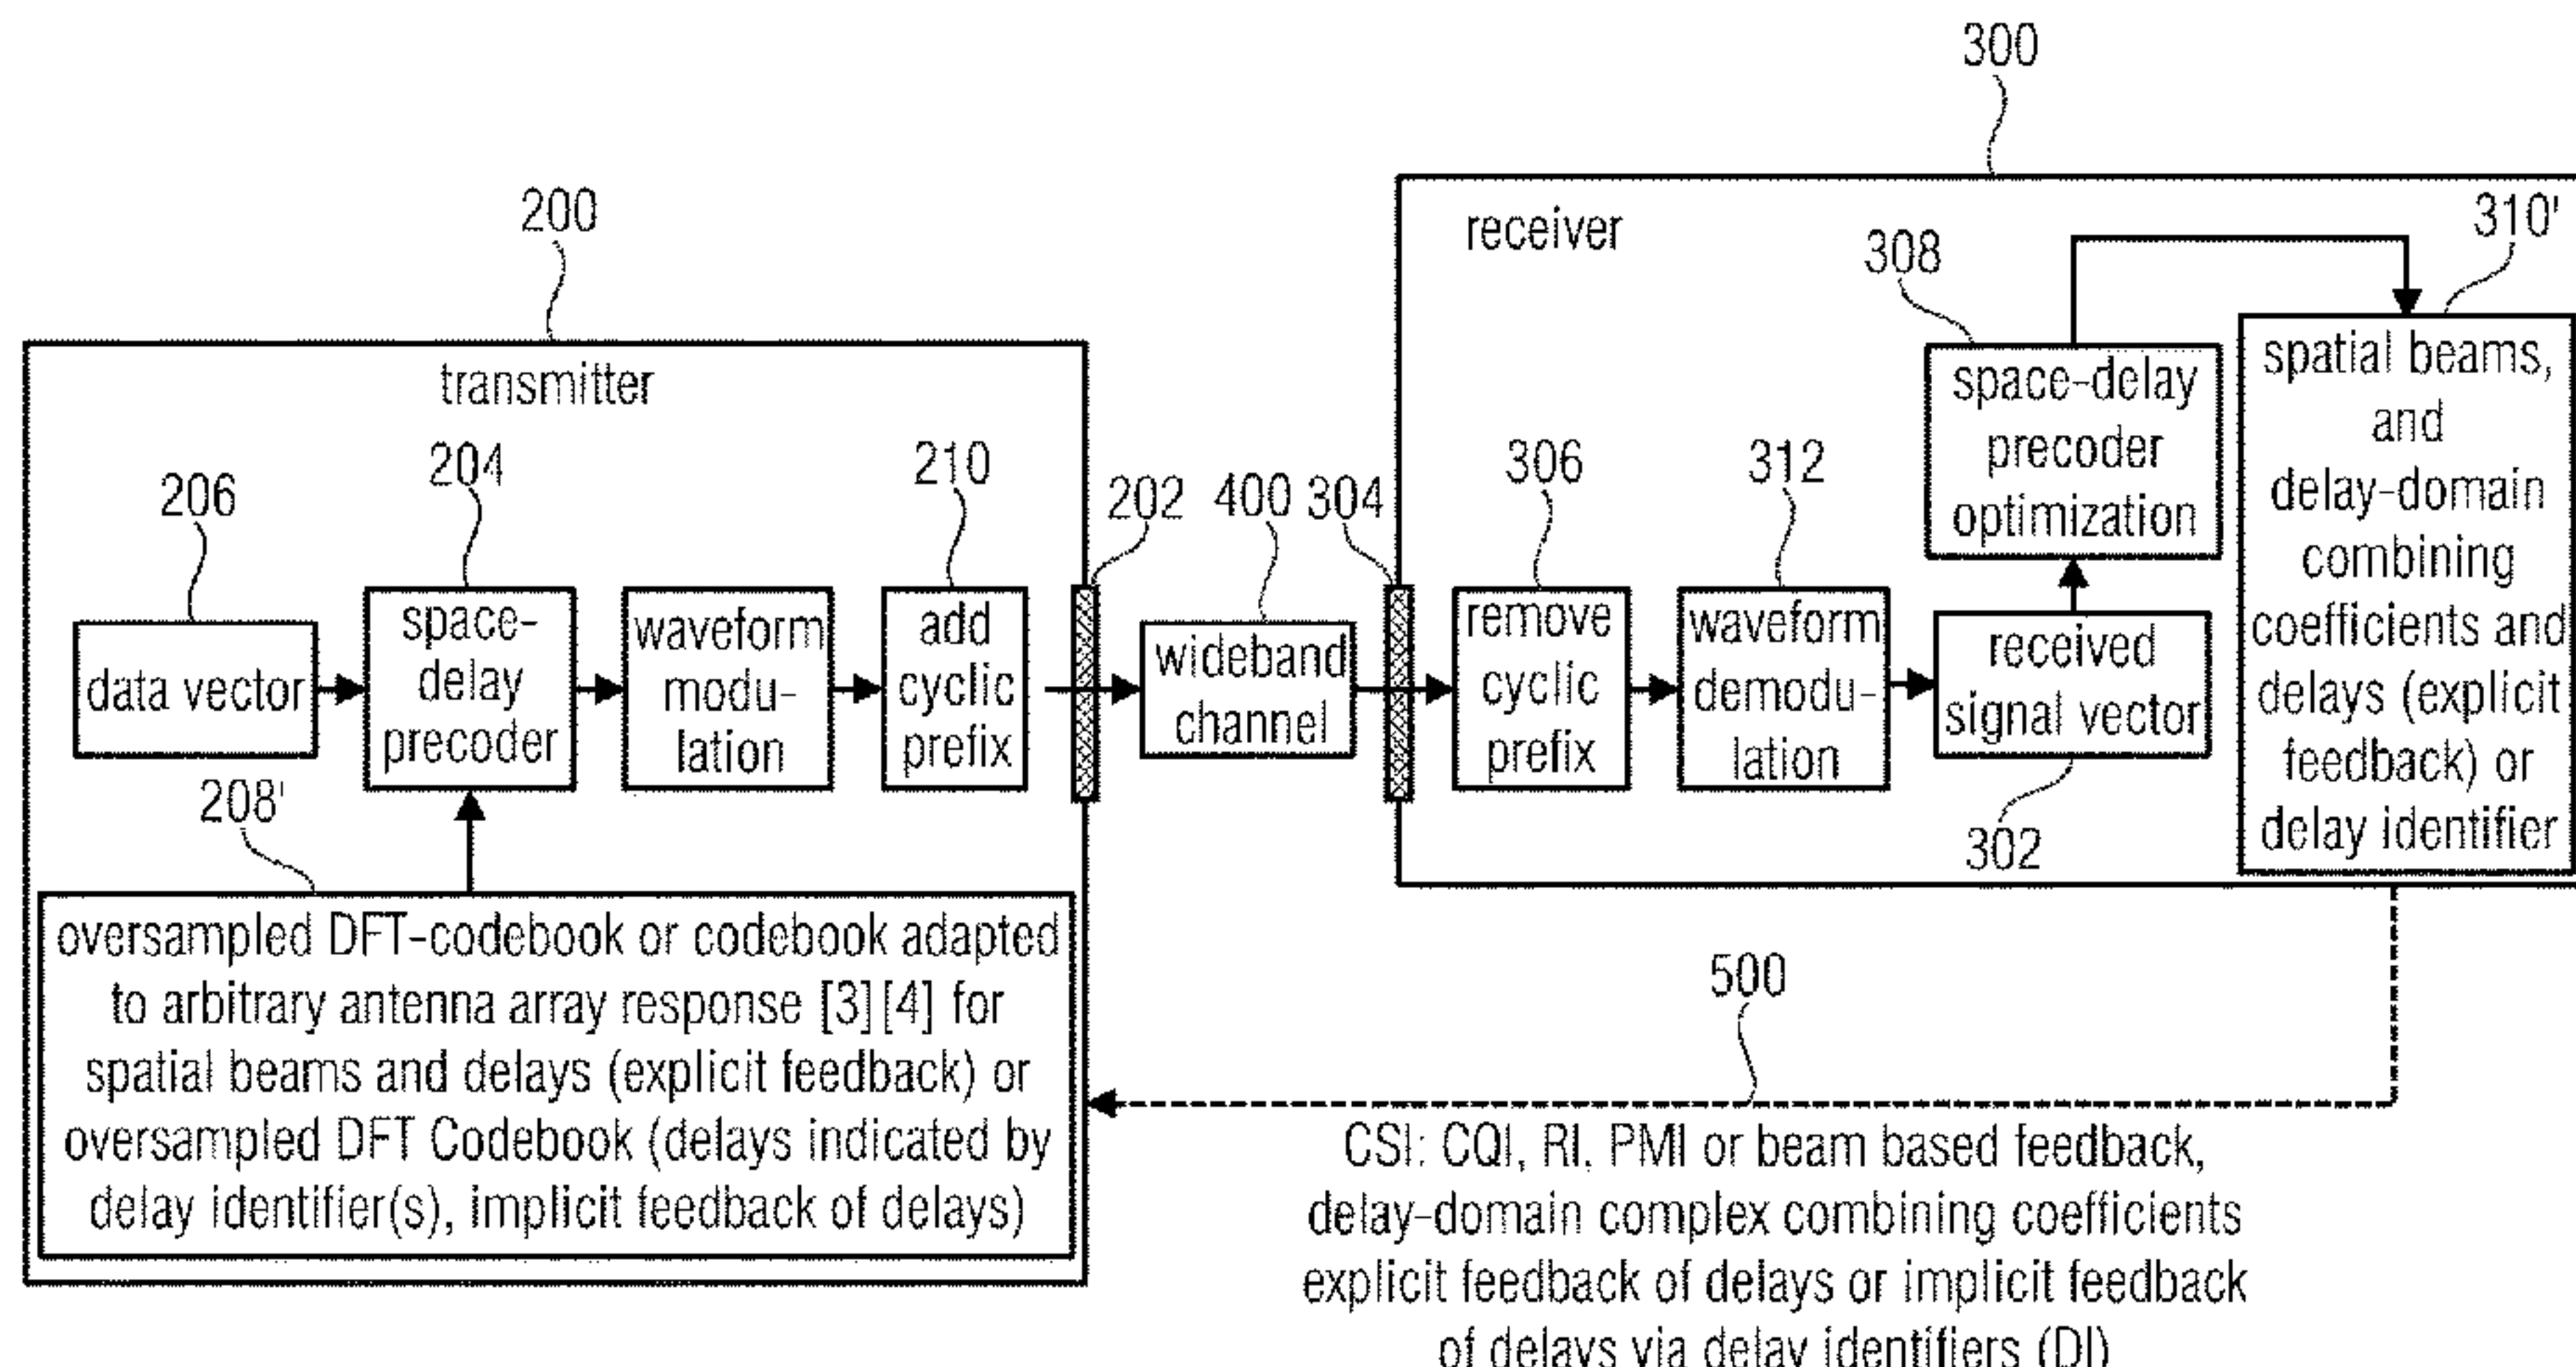 300
200
receiver
310'
308
transmitter
206
204
210
202
400
304
306
312
space-delay
precoder
optimization
spatial beams,
and
delay-domain
combining
coefficients and
delays (explicit
feedback) or
delay identifier
data vector
space-
delay
precoder
waveform
modu-
lation
add
cyclic
prefix
wideband
channel
remove
cyclic
prefix
waveform
demodu-
lation
received
signal vector
302
208'
oversampled DFT-codebook or codebook adapted
to arbitrary antenna array response [3][4] for
spatial beams and delays (explicit feedback) or
oversampled DFT Codebook (delays indicated by
delay identifier(s), implicit feedback of delays)
500
CSI: CQI, RI, PMI or beam based feedback,
delay-domain complex combining coefficients
explicit feedback of delays or implicit feedback
of delays via delay identifiers (DI)